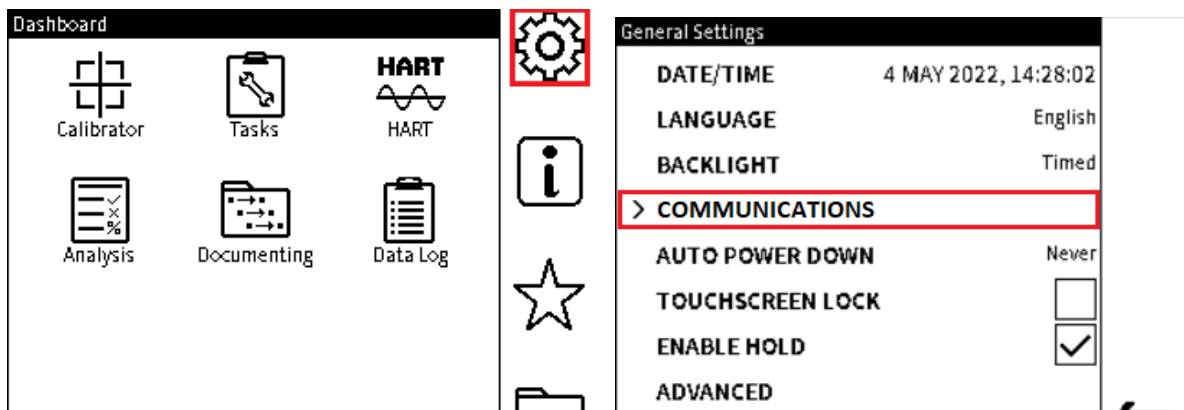 Dashboard
HART
Calibrator Tasks HART
%
Analysis Documenting Data Log
General Settings
DATE/TIME 4 MAY 2022, 14:28:02
LANGUAGE English
BACKLIGHT Timed
> COMMUNICATIONS
AUTO POWER DOWN Never
TOUCHSCREEN LOCK
ENABLE HOLD
ADVANCED